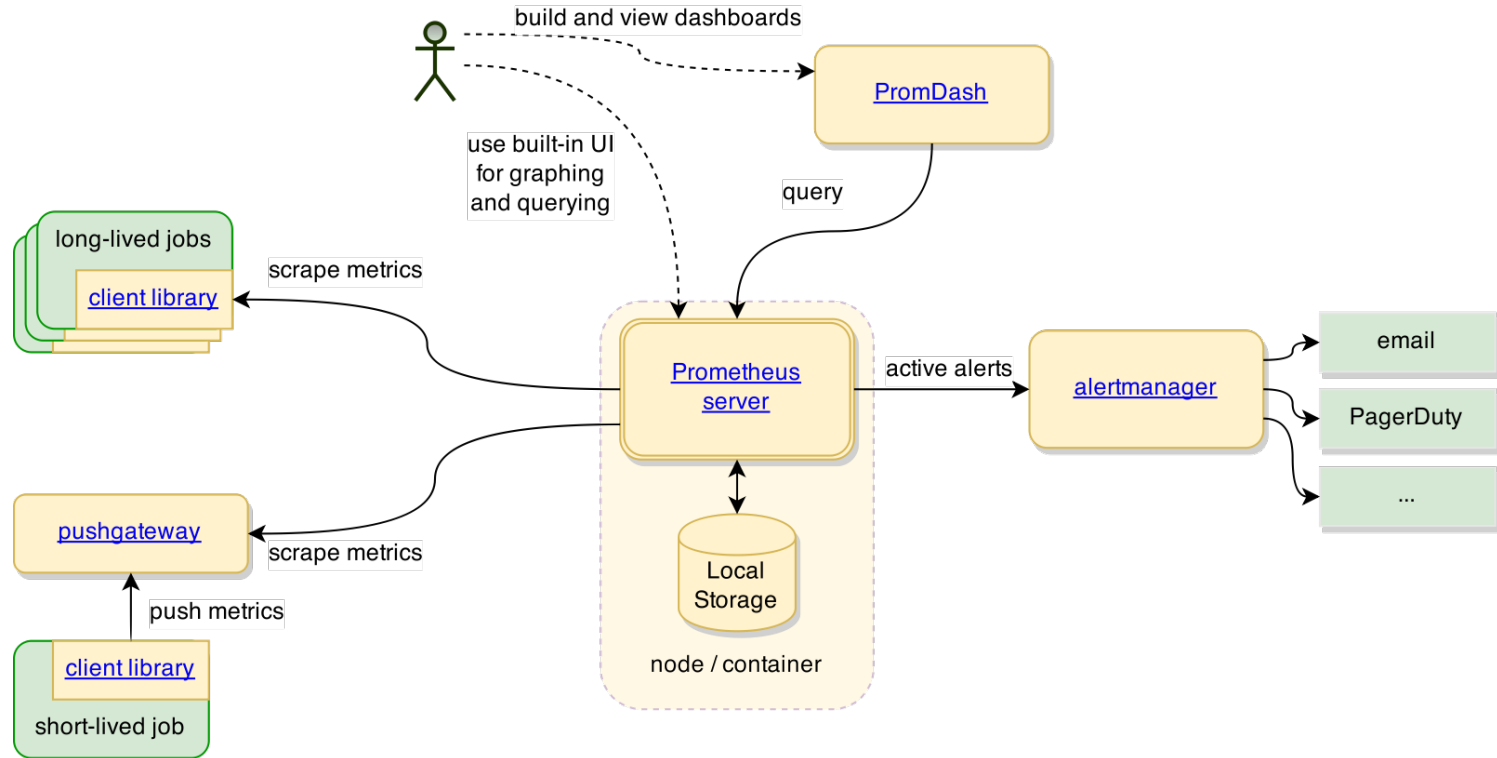 build and view dashboards
PromDash
use built-in UI
for graphing
and querying
query
long-lived jobs
client library
scrape metrics
Prometheus
server
active alerts
alertmanager
email
PagerDuty
...
pushgateway
scrape metrics
push metrics
client library
short-lived job
Local
Storage
node / container